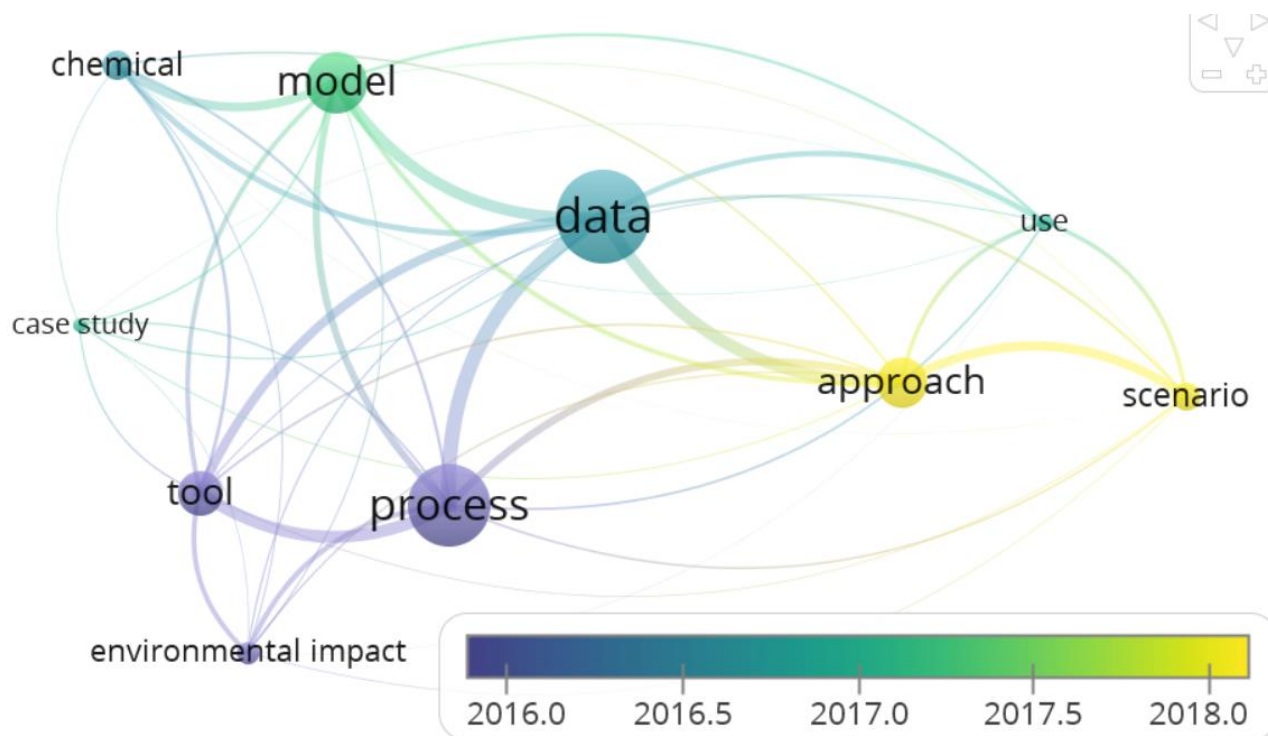 chemical
model
data
use
case study
approach
scenario
tool
process
environmental impact
2016.0 2016.5 2017.0 2017.5 2018.0